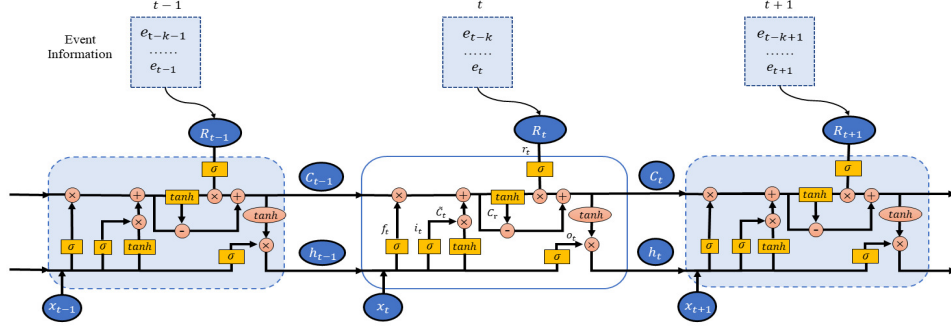 t − 1
t
t + 1
Event
Information
e_{t−k−1}
......
e_{t−1}
e_{t−k}
......
e_t
e_{t−k+1}
......
e_{t+1}
R_{t−1}
R_t
R_{t+1}
r_t
σ
σ
σ
C_{t−1}
C_t
×
+
tanh
×
+
×
+
tanh
×
+
×
+
tanh
×
+
×
−
tanh
C̃_t
×
C_r
−
tanh
×
−
tanh
σ
σ
tanh
σ
×
f_t
σ
i_t
σ
tanh
σ
o_t
×
σ
σ
tanh
σ
×
h_{t−1}
h_t
x_{t−1}
x_t
x_{t+1}